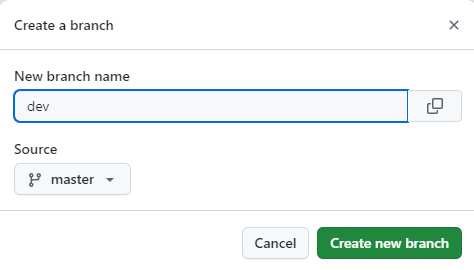 Create a branch
New branch name
dev
Source
master
Cancel
Create new branch